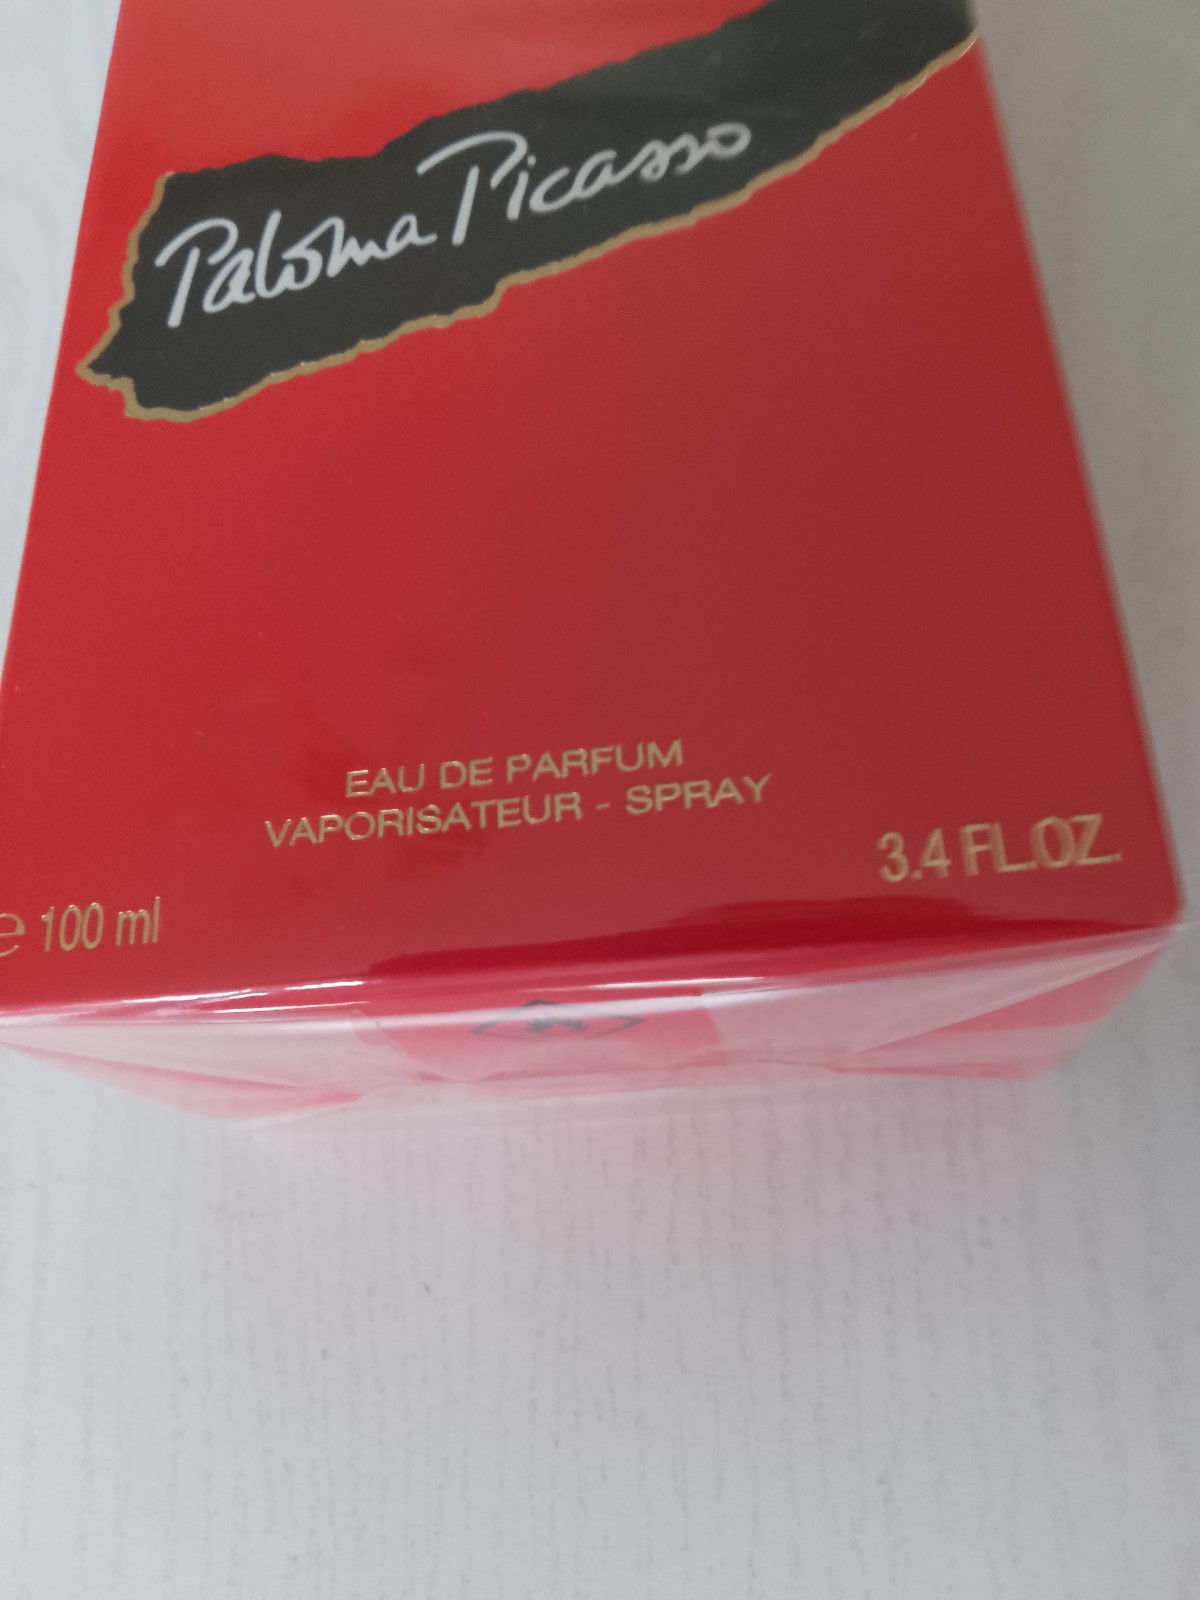 Paloma Picasso
EAU DE PARFUM
VAPORISATEUR - SPRAY
3.4 FL.OZ.
e 100 ml